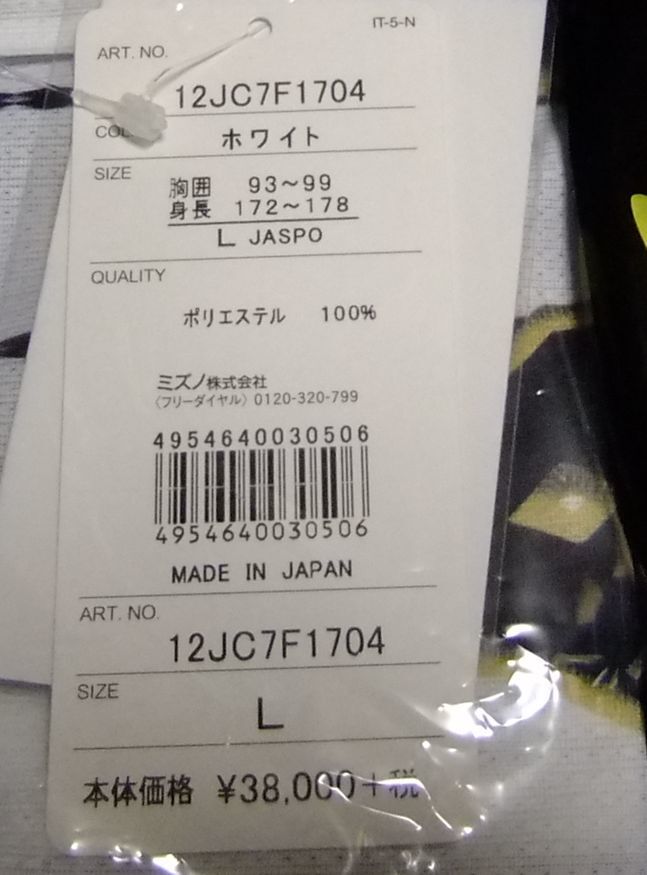 IT-5-N
ART. NO.
12JC7F1704
ホワイト
SIZE
胸囲 93～99
身長 172～178
L JASPO
QUALITY
ポリエステル 100%
ミズノ株式会社
〈フリーダイヤル〉0120-320-799
4954640030506
4954640030506
MADE IN JAPAN
ART. NO.
12JC7F1704
SIZE
L
本体価格 ¥38,000+税